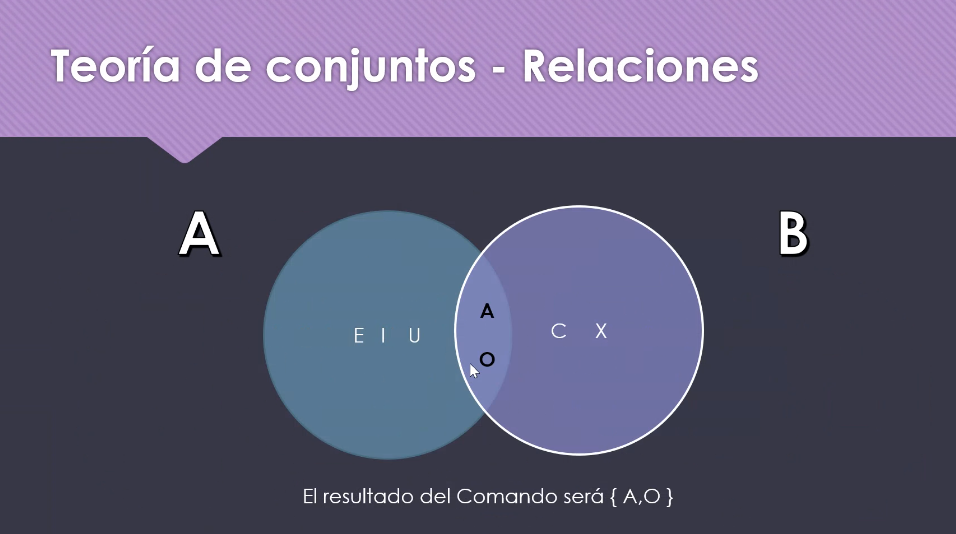 Teoría de conjuntos - Relaciones
A
B
E I U
A
O
C X
El resultado del Comando será { A,O }